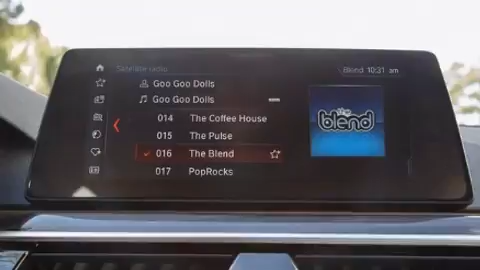 Satellite radio
Blend 10:31 am
Goo Goo Dolls
Goo Goo Dolls
014 The Coffee House
015 The Pulse
016 The Blend
017 PopRocks
the blend